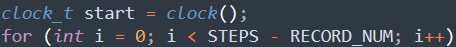 clock_t start = clock();
for (int i = 0; i < STEPS - RECORD_NUM; i++)